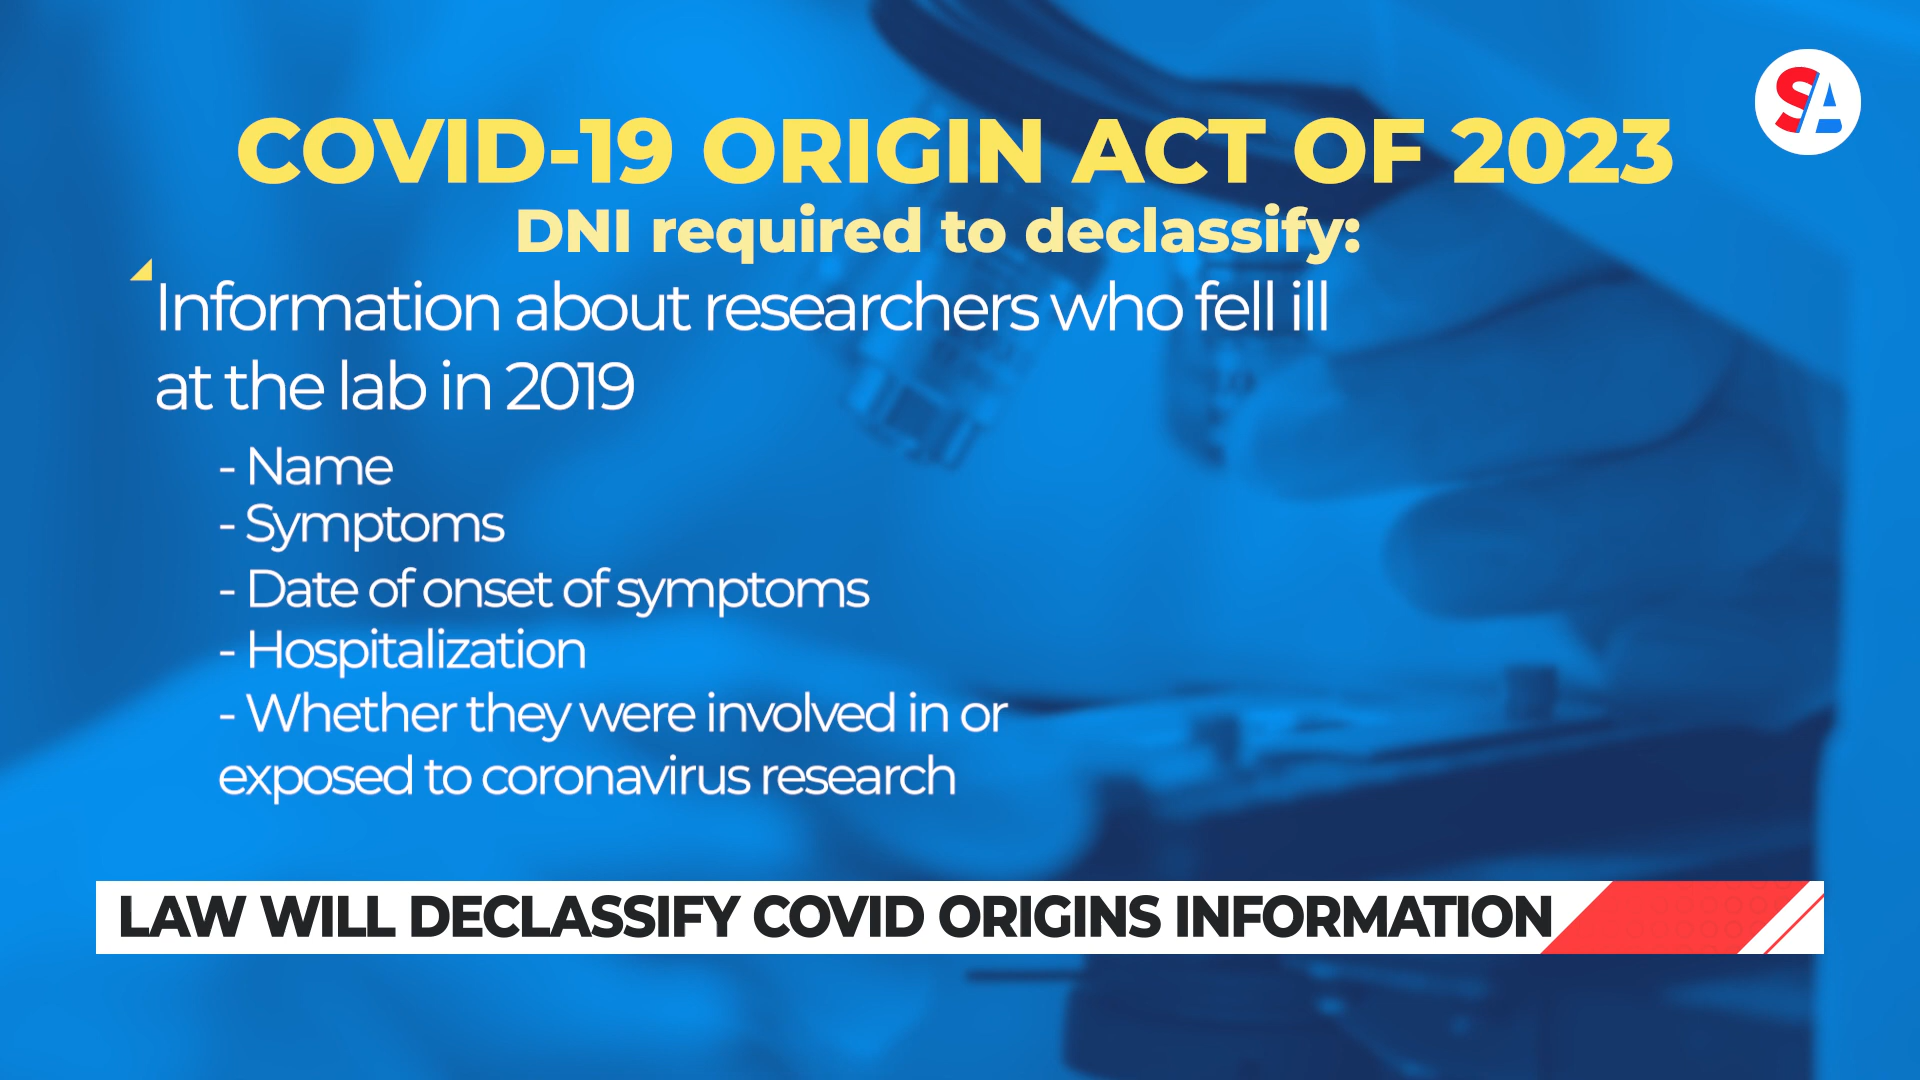 SA
COVID-19 ORIGIN ACT OF 2023
DNI required to declassify:
Information about researchers who fell ill
at the lab in 2019
- Name
- Symptoms
- Date of onset of symptoms
- Hospitalization
- Whether they were involved in or
exposed to coronavirus research
LAW WILL DECLASSIFY COVID ORIGINS INFORMATION